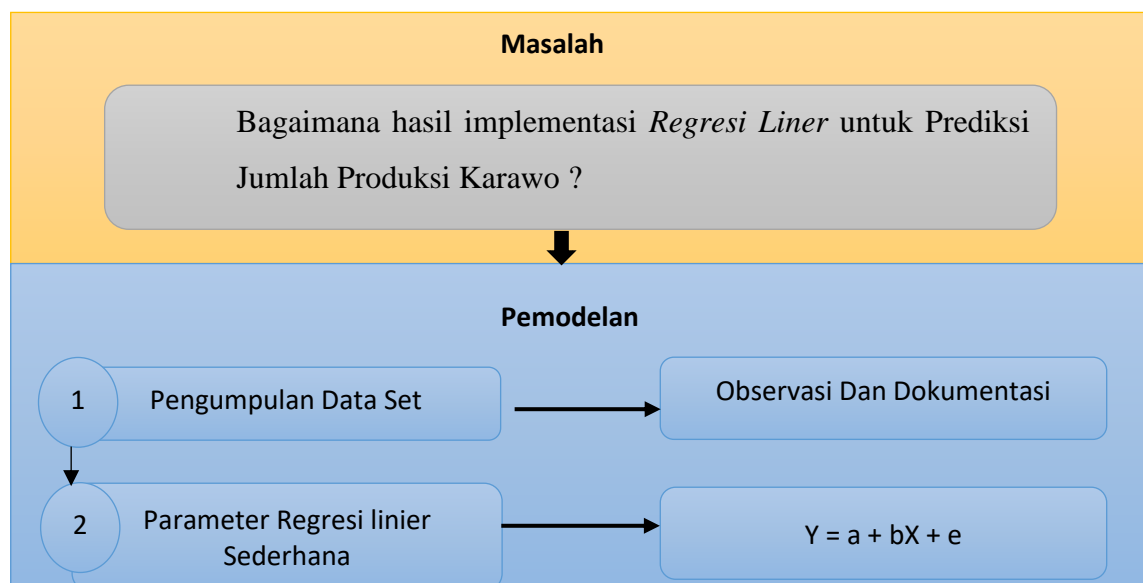 Masalah
Bagaimana hasil implementasi Regresi Liner untuk Prediksi
Jumlah Produksi Karawo ?
Pemodelan
1
Pengumpulan Data Set
Observasi Dan Dokumentasi
2
Parameter Regresi linier
Sederhana
Y = a + bX + e